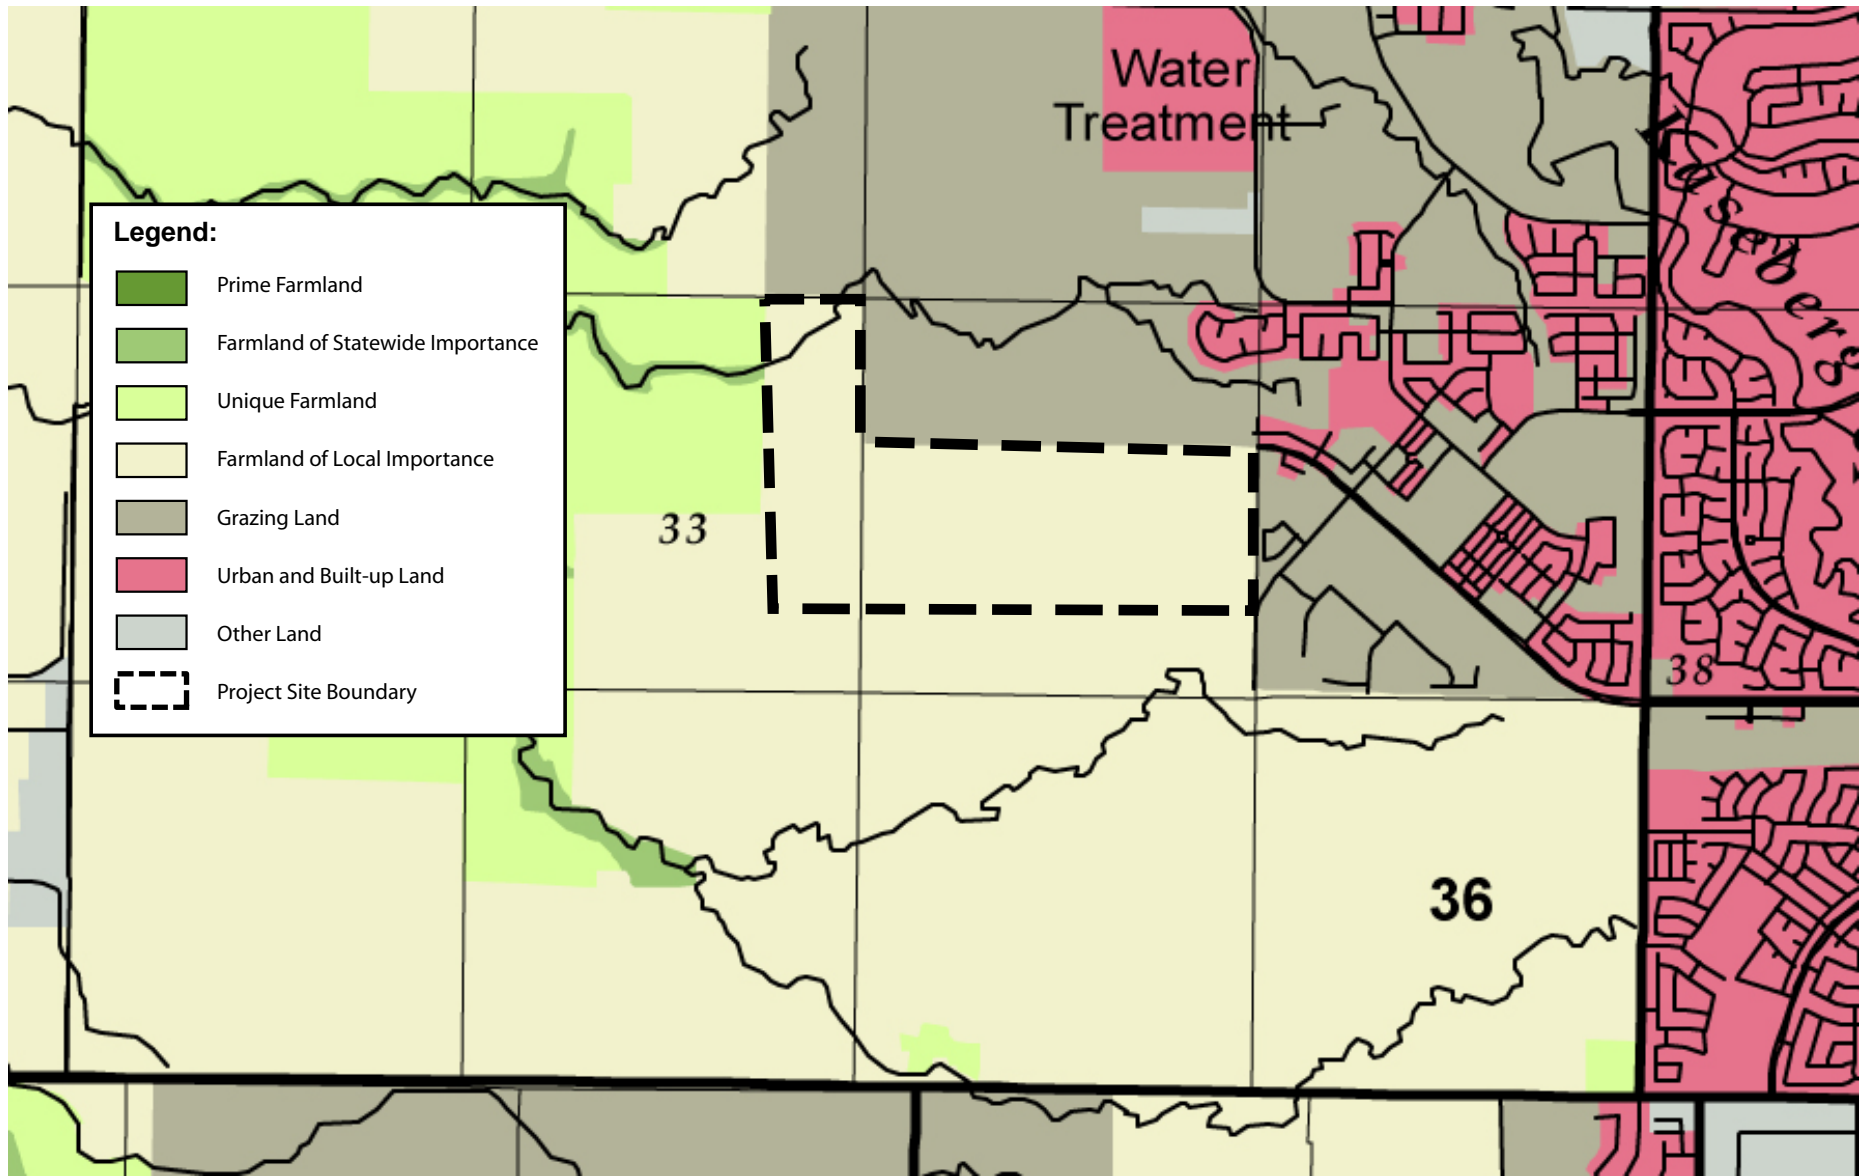 Water
Treatment
Kaseberg
Legend:
Prime Farmland
Farmland of Statewide Importance
Unique Farmland
Farmland of Local Importance
Grazing Land
Urban and Built-up Land
Other Land
Project Site Boundary
33
38
36